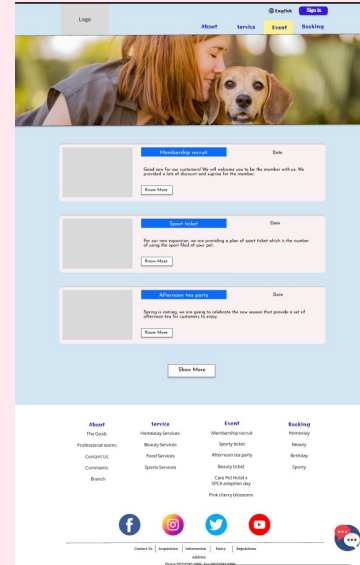 Logo
English
Sign in
About
Service
Event
Booking
Membership recruit
Date
Good new for our customers! We will welcome you to be the member with us. We
provided a lots of discount and suprise for the member.
Know More
Sport ticket
Date
For our new expansion, we are providing a plan of sport ticket which is the number
of using the sport filed of your pet.
Know More
Afternoon tea party
Date
Spring is coming, we are going to celebrate the new season that provide a set of
afternoon tea for customers to enjoy
Know More
Show More
About
The Goals
Professional teams
Contant Us
Comments
Branch
Service
Homestay Services
Beauty Services
Food Services
Sports Services
Event
Membership recruit
Sporty ticket
Afternoon tea party
Beauty ticket
Care Pet Hotel x
SPCA adoption day
Pink cherry blossoms
Booking
Homestay
Beauty
Birthday
Sporty
Contact Us
Acquisition
Information
Policy
Regulations
Address